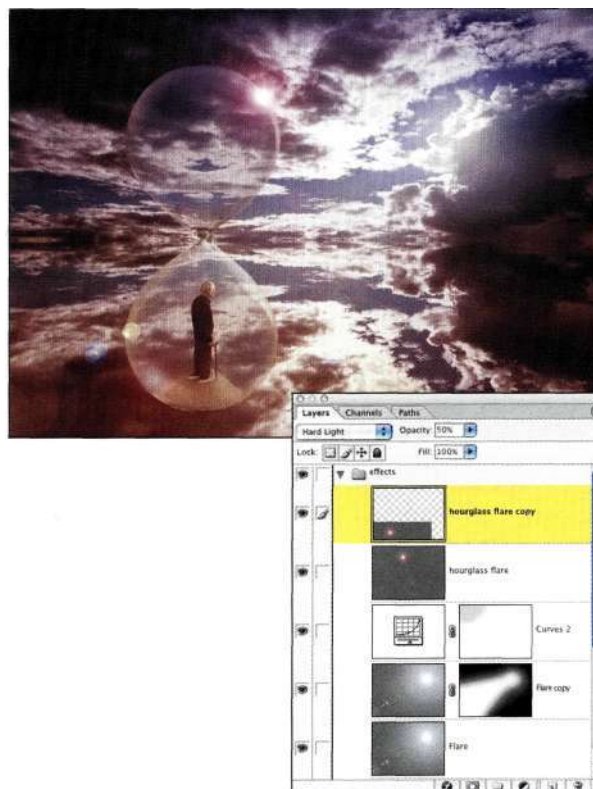 Layers Channels Paths
Hard Light Opacity: 50%
Lock: Fill: 100%
effects
hourglass flare copy
hourglass flare
Curves 2
Flare copy
Flare